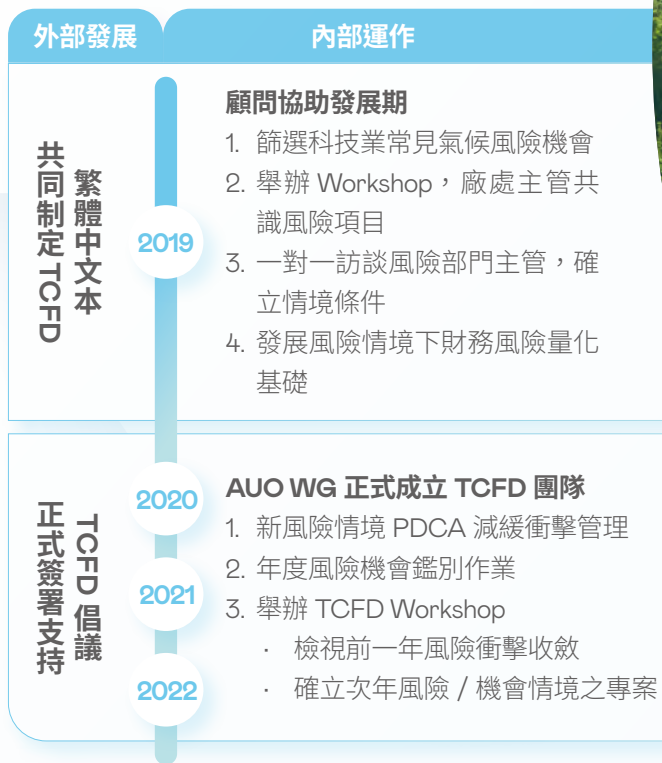 外部發展
內部運作
共同制定 TCFD
繁體中文本
2019
顧問協助發展期
1. 篩選科技業常見氣候風險機會
2. 舉辦 Workshop，廠處主管共
識風險項目
3. 一對一訪談風險部門主管，確
立情境條件
4. 發展風險情境下財務風險量化
基礎
正式簽署支持
TCFD 倡議
2020
2021
2022
AUO WG 正式成立 TCFD 團隊
1. 新風險情境 PDCA 減緩衝擊管理
2. 年度風險機會鑑別作業
3. 舉辦 TCFD Workshop
· 檢視前一年風險衝擊收斂
· 確立次年風險 / 機會情境之專案